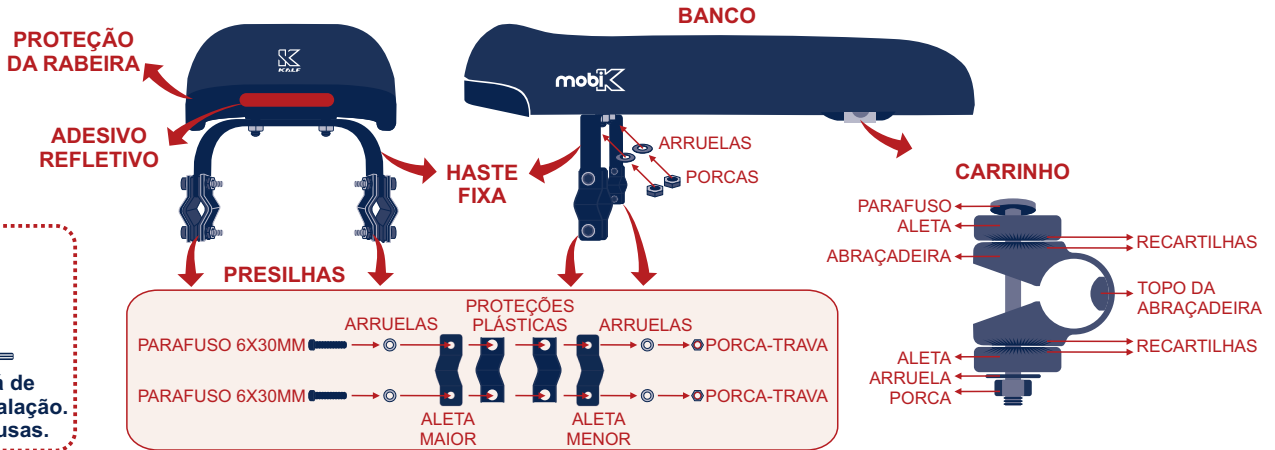 BANCO
PROTEÇÃO
DA RABEIRA
K
KALF
mobiK
ADESIVO
REFLETIVO
HASTE
FIXA
ARRUELAS
PORCAS
CARRINHO
PARAFUSO
ALETA
ABRAÇADEIRA
RECARTILHAS
TOPO DA
ABRAÇADEIRA
RECARTILHAS
ALETA
ARRUELA
PORCA
PRESILHAS
PARAFUSO 6X30MM
ARRUELAS
PROTEÇÕES
PLÁSTICAS
ARRUELAS
PORCA-TRAVA
PARAFUSO 6X30MM
PORCA-TRAVA
ALETA
MAIOR
ALETA
MENOR
de
alação.
usas.